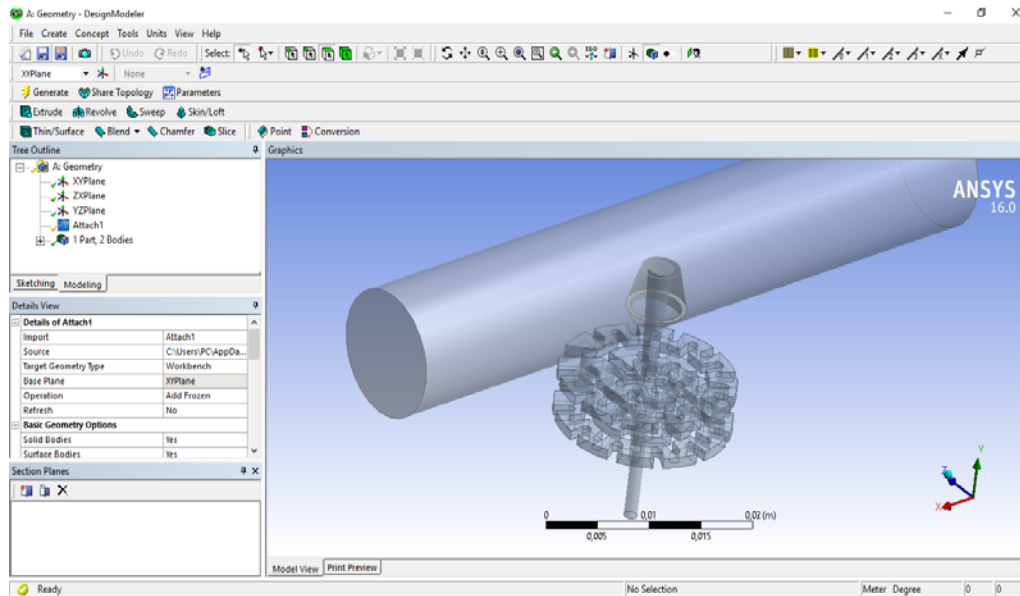 A: Geometry - DesignModeler
File Create Concept Tools Units View Help
Undo Redo Select:
ISO
XYPlane None
Generate Share Topology Parameters
Extrude Revolve Sweep Skin/Loft
Thin/Surface Blend Chamfer Slice Point Conversion
Tree Outline
A: Geometry
XYPlane
ZXPlane
YZPlane
Attach1
1 Part, 2 Bodies
Sketching Modeling
Details View
Details of Attach1
Import Attach1
Source C:\Users\PC\AppDa...
Target Geometry Type Workbench
Base Plane XYPlane
Operation Add Frozen
Refresh No
Basic Geometry Options
Solid Bodies Yes
Surface Bodies Yes
Section Planes
Graphics
ANSYS
16.0
0 0,01 0,02 (m)
0,005 0,015
Y
Z
X
Model View Print Preview
Ready No Selection Meter Degree 0 0